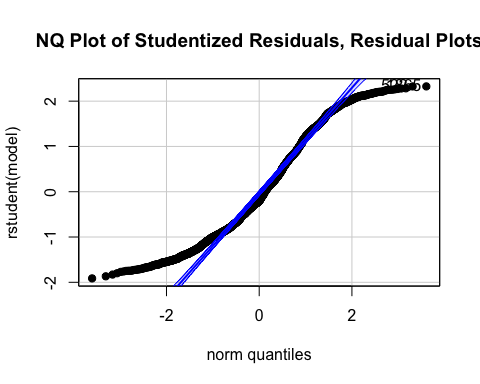 NQ Plot of Studentized Residuals, Residual Plots
rstudent(model)
2
1
0
-1
-2
-2 0 2
norm quantiles